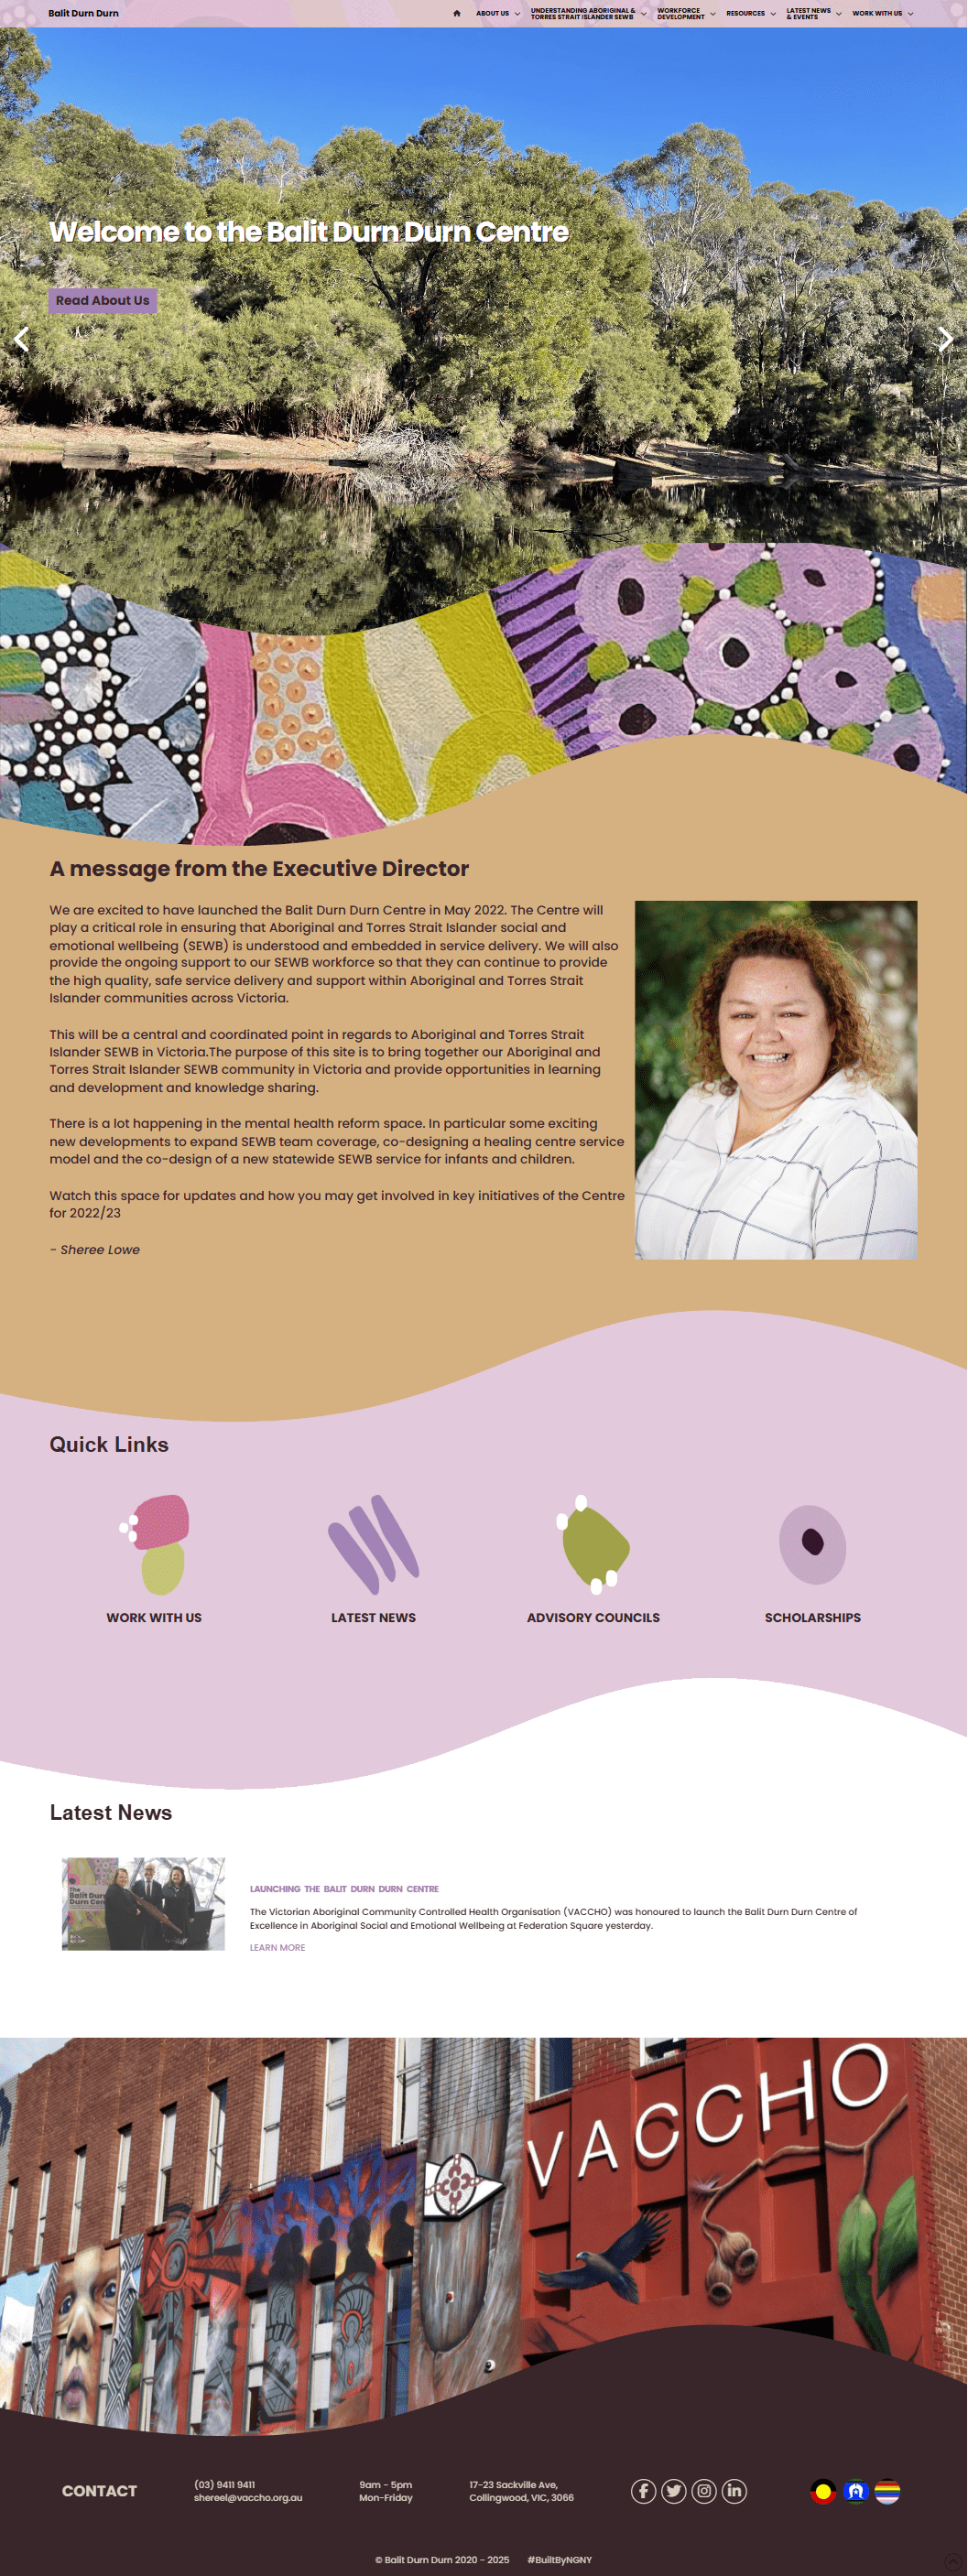 Balit Durn Durn
ABOUT US
UNDERSTANDING ABORIGINAL &
TORRES STRAIT ISLANDER SEWB
WORKFORCE
DEVELOPMENT
RESOURCES
LATEST NEWS
& EVENTS
WORK WITH US
Welcome to the Balit Durn Durn Centre
Read About Us
A message from the Executive Director
We are excited to have launched the Balit Durn Durn Centre in May 2022. The Centre will
play a critical role in ensuring that Aboriginal and Torres Strait Islander social and
emotional wellbeing (SEWB) is understood and embedded in service delivery. We will also
provide the ongoing support to our SEWB workforce so that they can continue to provide
the high quality, safe service delivery and support within Aboriginal and Torres Strait
Islander communities across Victoria.
This will be a central and coordinated point in regards to Aboriginal and Torres Strait
Islander SEWB in Victoria.The purpose of this site is to bring together our Aboriginal and
Torres Strait Islander SEWB community in Victoria and provide opportunities in learning
and development and knowledge sharing.
There is a lot happening in the mental health reform space. In particular some exciting
new developments to expand SEWB team coverage, co-designing a healing centre service
model and the co-design of a new statewide SEWB service for infants and children.
Watch this space for updates and how you may get involved in key initiatives of the Centre
for 2022/23
- Sheree Lowe
Quick Links
WORK WITH US
LATEST NEWS
ADVISORY COUNCILS
SCHOLARSHIPS
Latest News
The
Balit Durn
Durn Cen
LAUNCHING THE BALIT DURN DURN CENTRE
The Victorian Aboriginal Community Controlled Health Organisation (VACCHO) was honoured to launch the Balit Durn Durn Centre of
Excellence in Aboriginal Social and Emotional Wellbeing at Federation Square yesterday.
LEARN MORE
VACCHO
CONTACT
(03) 9411 9411
shereel@vaccho.org.au
9am - 5pm
Mon-Friday
17-23 Sackville Ave,
Collingwood, VIC, 3066
© Balit Durn Durn 2020 - 2025 #BuiltByNGNY